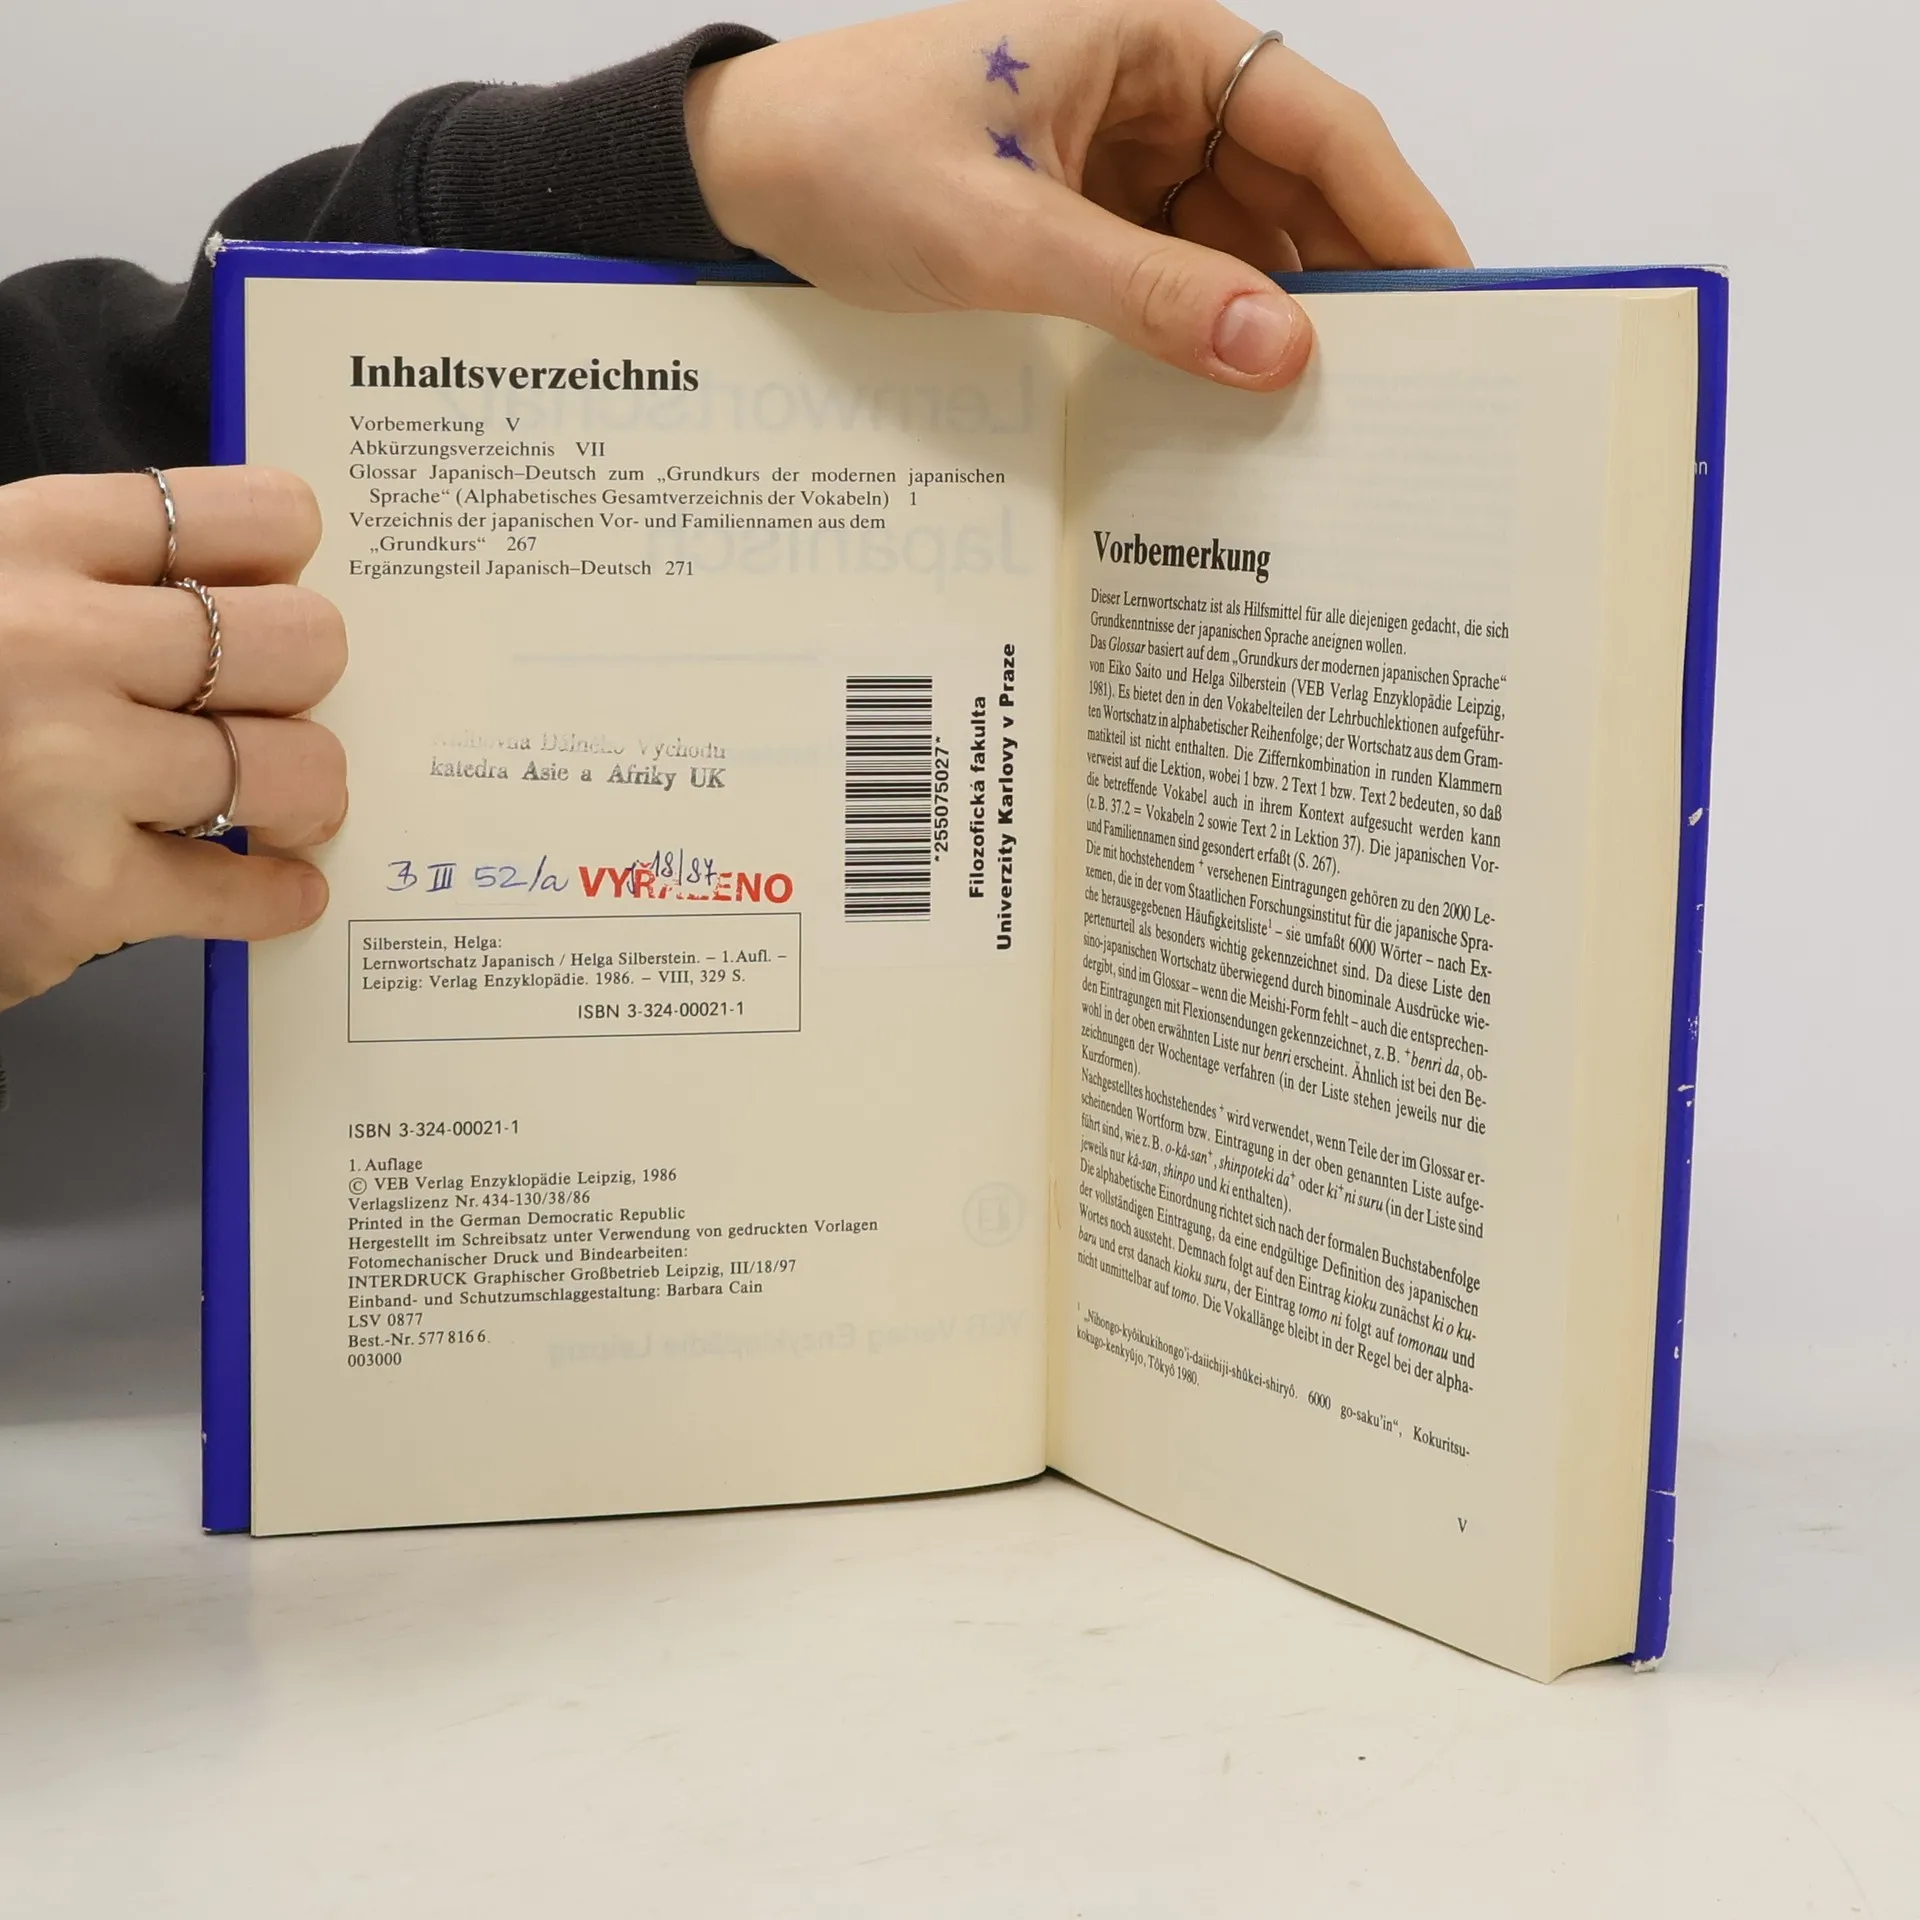 Inhaltsverzeichnis
Vorbemerkung V
Abkürzungsverzeichnis VII
Glossar Japanisch–Deutsch zum „Grundkurs der modernen japanischen
Sprache“ (Alphabetisches Gesamtverzeichnis der Vokabeln) 1
Verzeichnis der japanischen Vor- und Familiennamen aus dem
„Grundkurs“ 267
Ergänzungsteil Japanisch–Deutsch 271
Knihovna Dálného Východu
katedra Asie a Afriky UK
*255075027*
Filozofická fakulta
Univerzity Karlovy v Praze
III 52/a
VYŘAZENO
18/87
Silberstein, Helga:
Lernwortschatz Japanisch / Helga Silberstein. – 1. Aufl. –
Leipzig: Verlag Enzyklopädie. 1986. – VIII, 329 S.
ISBN 3-324-00021-1
ISBN 3-324-00021-1
1. Auflage
© VEB Verlag Enzyklopädie Leipzig, 1986
Verlagslizenz Nr. 434-130/38/86
Printed in the German Democratic Republic
Hergestellt im Schreibsatz unter Verwendung von gedruckten Vorlagen
Fotomechanischer Druck und Bindearbeiten:
INTERDRUCK Graphischer Großbetrieb Leipzig, III/18/97
Einband- und Schutzumschlaggestaltung: Barbara Cain
LSV 0877
Best.-Nr. 577 816 6
003000
Vorbemerkung
Dieser Lernwortschatz ist als Hilfsmittel für alle diejenigen gedacht, die sich
Grundkenntnisse der japanischen Sprache aneignen wollen.
Das Glossar basiert auf dem „Grundkurs der modernen japanischen Sprache“
von Eiko Saito und Helga Silberstein (VEB Verlag Enzyklopädie Leipzig,
1981). Es bietet den in den Vokabelteilen der Lehrbuchlektionen aufgeführ-
ten Wortschatz in alphabetischer Reihenfolge; der Wortschatz aus dem Gram-
matikteil ist nicht enthalten. Die Ziffernkombination in runden Klammern
verweist auf die Lektion, wobei 1 bzw. 2 Text 1 bzw. Text 2 bedeuten, so daß
die betreffende Vokabel auch in ihrem Kontext aufgesucht werden kann
(z. B. 37.2 = Vokabeln 2 sowie Text 2 in Lektion 37). Die japanischen Vor-
und Familiennamen sind gesondert erfaßt (S. 267).
Die mit hochstehendem + versehenen Eintragungen gehören zu den 2000 Le-
xemen, die in der vom Staatlichen Forschungsinstitut für die japanische Spra-
che herausgegebenen Häufigkeitsliste¹ – sie umfaßt 6000 Wörter – nach Ex-
pertenurteil als besonders wichtig gekennzeichnet sind. Da diese Liste den
sino-japanischen Wortschatz überwiegend durch binominale Ausdrücke wie-
dergibt, sind im Glossar – wenn die Meishi-Form fehlt – auch die entsprechen-
den Eintragungen mit Flexionsendungen gekennzeichnet, z. B. +benri da, ob-
wohl in der oben erwähnten Liste nur benri erscheint. Ähnlich ist bei den Be-
zeichnungen der Wochentage verfahren (in der Liste stehen jeweils nur die
Kurzformen).
Nachgestelltes hochstehendes + wird verwendet, wenn Teile der im Glossar er-
scheinenden Wortform bzw. Eintragung in der oben genannten Liste aufge-
führt sind, wie z. B. o-kâ-san+, shinpoteki da+ oder ki+ ni suru (in der Liste sind
jeweils nur kâ-san, shinpo und ki enthalten).
Die alphabetische Einordnung richtet sich nach der formalen Buchstabenfolge
der vollständigen Eintragung, da eine endgültige Definition des japanischen
Wortes noch aussteht. Demnach folgt auf den Eintrag kioku zunächst ki o ku-
baru und erst danach kioku suru, der Eintrag tomo ni folgt auf tomonau und
nicht unmittelbar auf tomo. Die Vokallänge bleibt in der Regel bei der alpha-
¹ „Nihongo-kyôikukihongo'i-daiichiji-shûkei-shiryô. 6000 go-saku'in“, Kokuritsu-
kokugo-kenkyûjo, Tôkyô 1980.
V